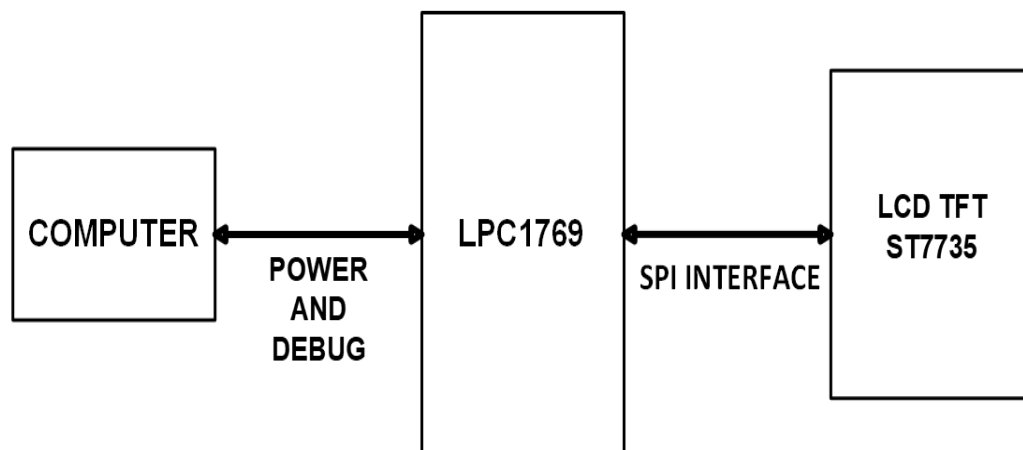 COMPUTER
POWER
AND
DEBUG
LPC1769
SPI INTERFACE
LCD TFT
ST7735